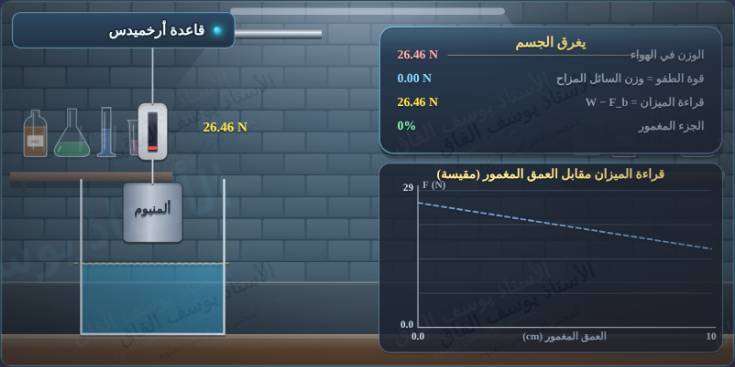 قاعدة أرخميدس
يغرق الجسم
الوزن في الهواء 26.46 N
قوة الطفو = وزن السائل المزاح 0.00 N
قراءة الميزان = W − F_b 26.46 N
الجزء المغمور 0%
26.46 N
ألمنيوم
قراءة الميزان مقابل العمق المغمور (مقيسة)
F (N)
29
0.0
0.0 العمق المغمور (cm) 10
الأستاذ يوسف